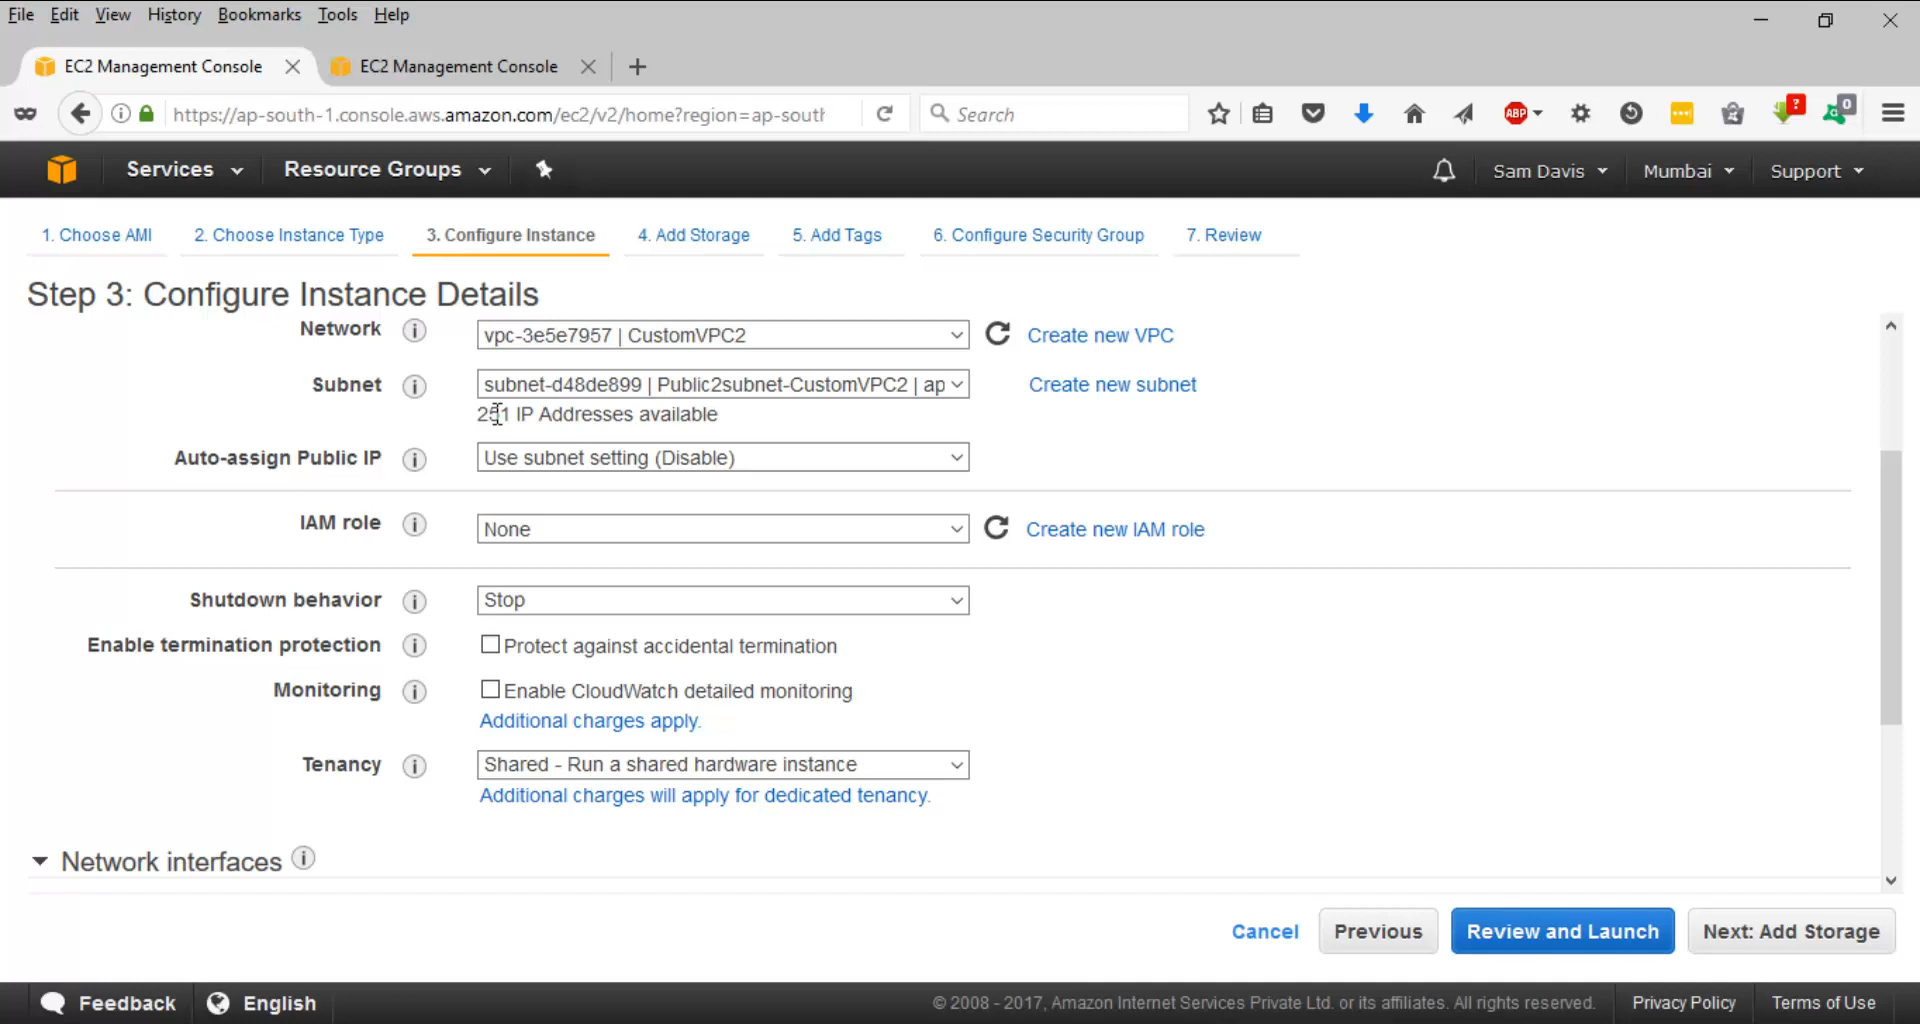 File Edit View History Bookmarks Tools Help
EC2 Management Console EC2 Management Console
https://ap-south-1.console.aws.amazon.com/ec2/v2/home?region=ap-south Search ABP ? 0
Services Resource Groups Sam Davis Mumbai Support
1. Choose AMI 2. Choose Instance Type 3. Configure Instance 4. Add Storage 5. Add Tags 6. Configure Security Group 7. Review
Step 3: Configure Instance Details
Network i vpc-3e5e7957 | CustomVPC2 Create new VPC
Subnet i subnet-d48de899 | Public2subnet-CustomVPC2 | ap Create new subnet
251 IP Addresses available
Auto-assign Public IP i Use subnet setting (Disable)
IAM role i None Create new IAM role
Shutdown behavior i Stop
Enable termination protection i Protect against accidental termination
Monitoring i Enable CloudWatch detailed monitoring
Additional charges apply.
Tenancy i Shared - Run a shared hardware instance
Additional charges will apply for dedicated tenancy.
Network interfaces i
Cancel Previous Review and Launch Next: Add Storage
Feedback English © 2008 - 2017, Amazon Internet Services Private Ltd. or its affiliates. All rights reserved. Privacy Policy Terms of Use